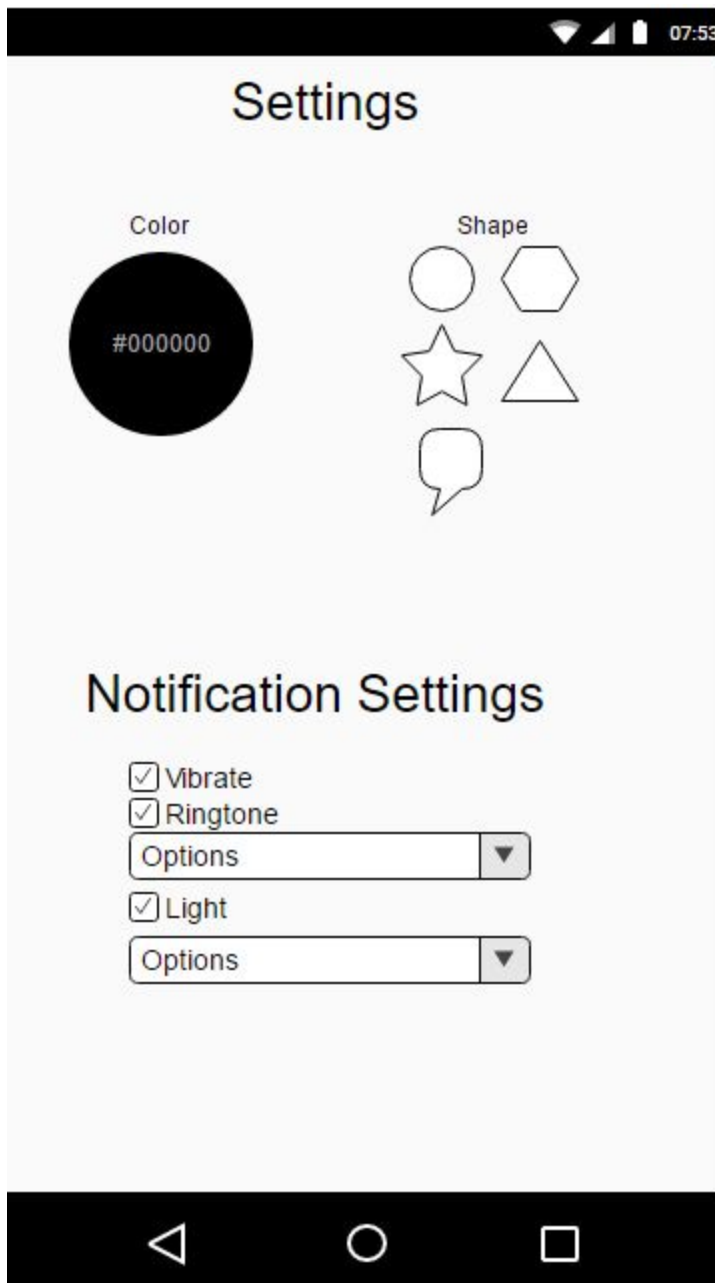 07:53
Settings
Color
Shape
#000000
Notification Settings
Vibrate
Ringtone
Options
Light
Options